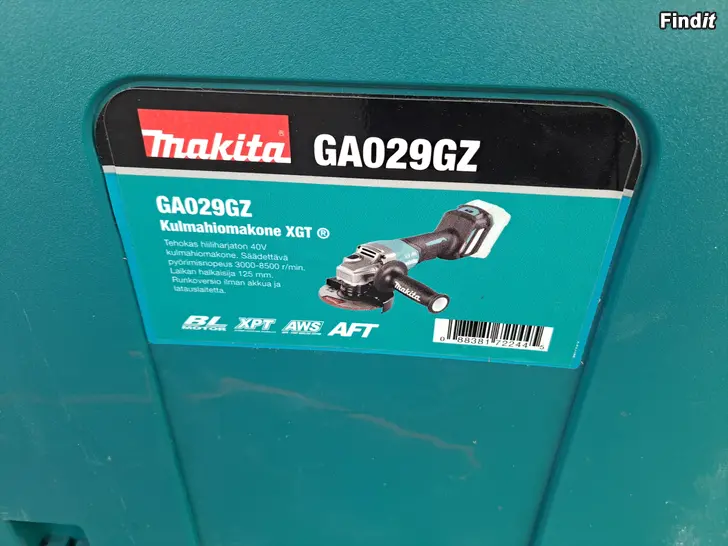 Findit
makita
GA029GZ
GA029GZ
Kulmahiomakone XGT ®
Tehokas hiiliharjaton 40V
kulmahiomakone. Säädettävä
pyörimisnopeus 3000-8500 r/min.
Laikan halkaisija 125 mm.
Runkoversio ilman akkua ja
latauslaitetta.
BL MOTOR XPT AWS AFT
makita
0 88381 72244 5